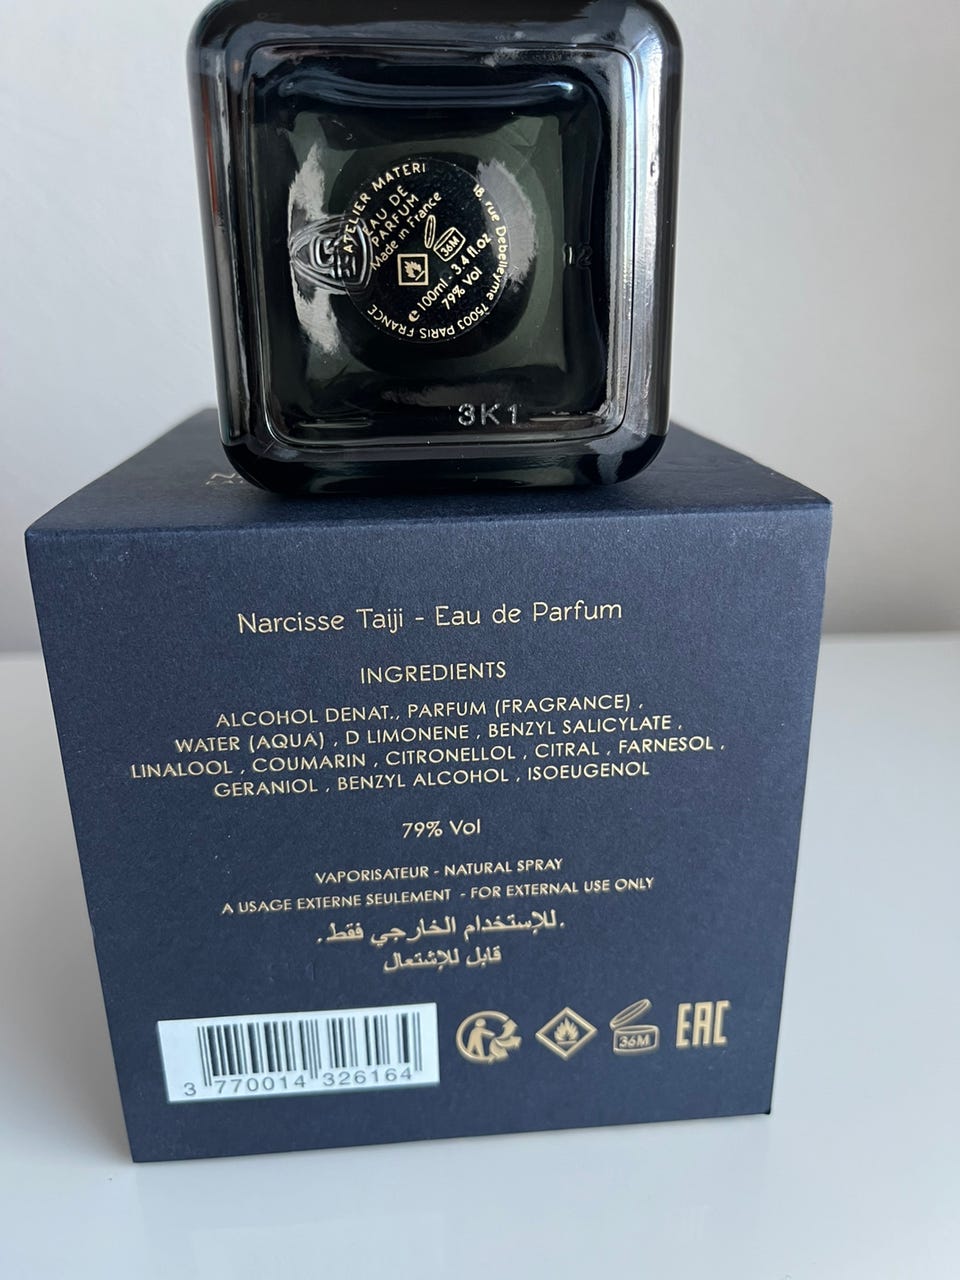 ATELIER MATERI
EAU DE
PARFUM
Made in France
36M
e 100ml - 3.4 fl.oz
79% Vol
18, rue Debelleyme 75003 PARIS FRANCE
12
3K1
Narcisse Taiji - Eau de Parfum
INGREDIENTS
ALCOHOL DENAT., PARFUM (FRAGRANCE) ,
WATER (AQUA) , D LIMONENE , BENZYL SALICYLATE ,
LINALOOL , COUMARIN , CITRONELLOL , CITRAL , FARNESOL ,
GERANIOL , BENZYL ALCOHOL , ISOEUGENOL
79% Vol
VAPORISATEUR - NATURAL SPRAY
A USAGE EXTERNE SEULEMENT - FOR EXTERNAL USE ONLY
.للإستخدام الخارجي فقط.
قابل للإشتعال
3 770014 326164
36M
EAC